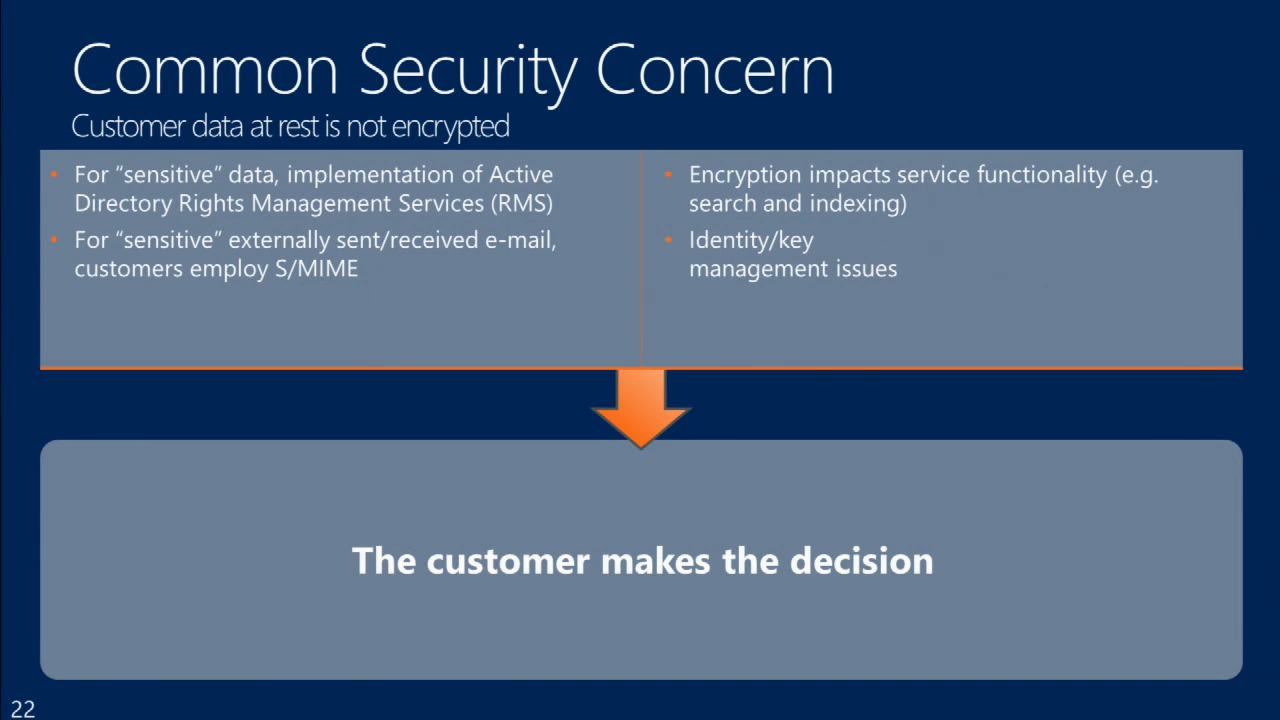 Common Security Concern
Customer data at rest is not encrypted
• For “sensitive” data, implementation of Active
Directory Rights Management Services (RMS)
• For “sensitive” externally sent/received e-mail,
customers employ S/MIME
• Encryption impacts service functionality (e.g.
search and indexing)
• Identity/key
management issues
The customer makes the decision
22